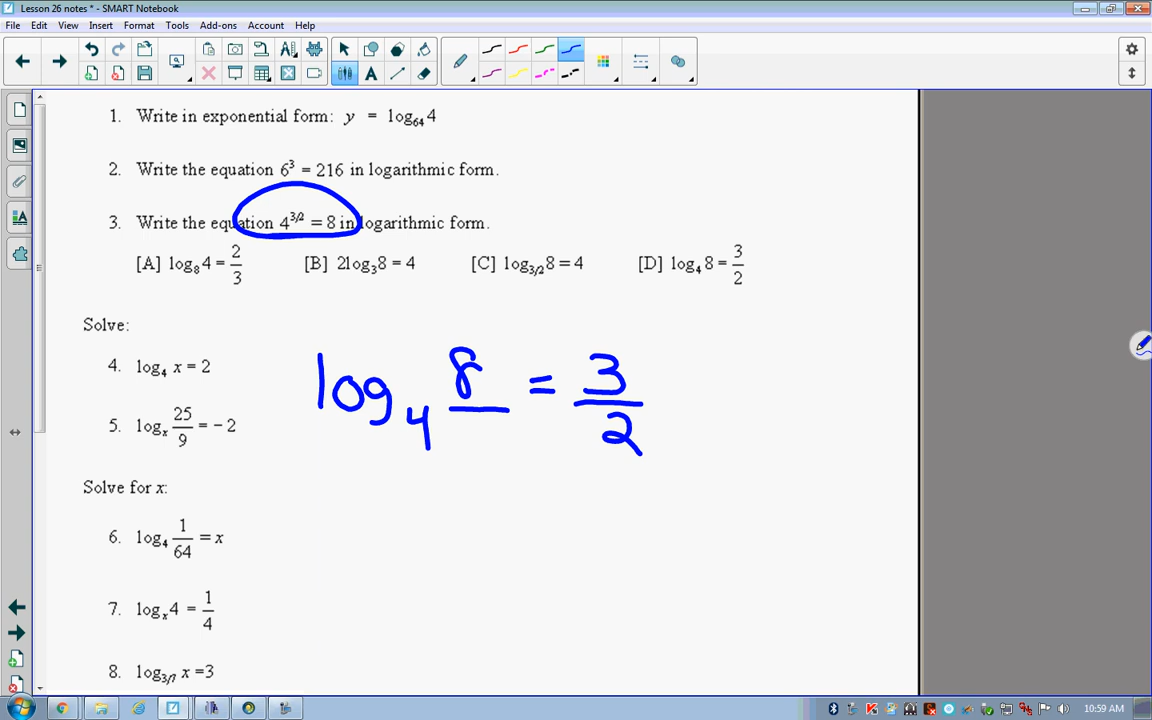 Lesson 26 notes * - SMART Notebook
File Edit View Insert Format Tools Add-ons Account Help
1. Write in exponential form: y = log₆₄ 4
2. Write the equation 6³ = 216 in logarithmic form.
3. Write the equation 4^(3/2) = 8 in logarithmic form.
[A] log₈ 4 = 2/3 [B] 2log₃ 8 = 4 [C] log_(3/2) 8 = 4 [D] log₄ 8 = 3/2
Solve:
4. log₄ x = 2
log₄ 8 = 3/2
5. logₓ 25/9 = - 2
Solve for x:
6. log₄ 1/64 = x
7. logₓ 4 = 1/4
8. log_(3/7) x =3
10:59 AM